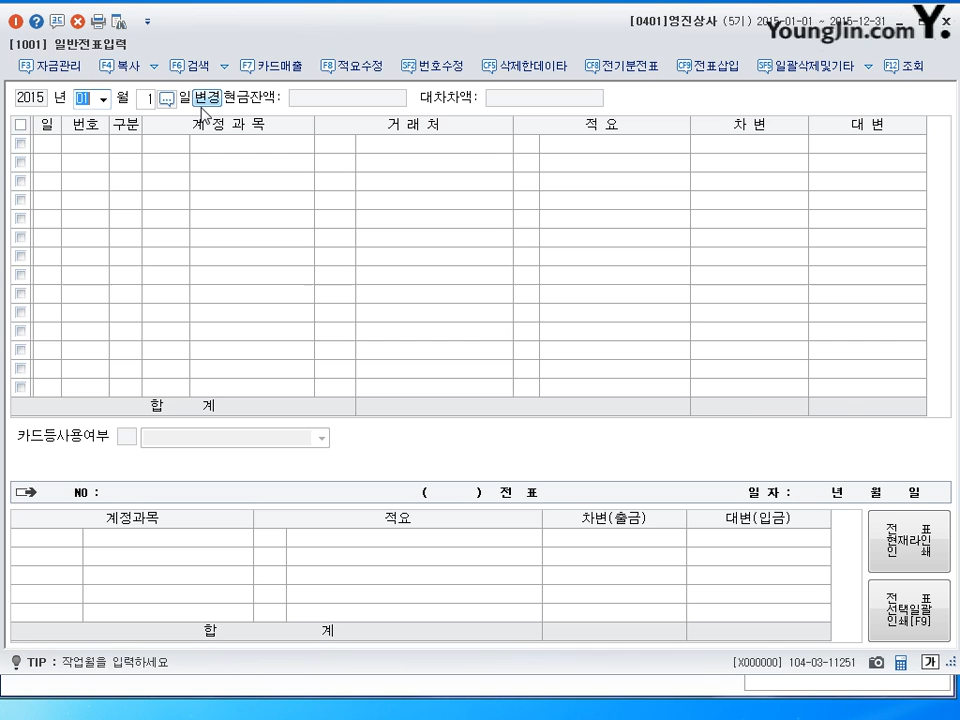 [0401]영진상사 (5기) 2015-01-01 ~ 2015-12-31
YoungJin.com Y.
[1001] 일반전표입력
F3 자금관리 F4 복사 F6 검색 F7 카드매출 F8 적요수정 SF2 번호수정 CF5 삭제한데이타 CF8 전기분전표 CF9 전표삽입 SF5 일괄삭제및기타 F12 조회
2015 년 01 월 1 ... 일 변경 현금잔액: 대차차액:
일 번호 구분 계 정 과 목 거 래 처 적 요 차 변 대 변
합 계
카드등사용여부
NO : ( ) 전 표 일 자 : 년 월 일
계정과목 적요 차변(출금) 대변(입금)
전 표
현재라인
인 쇄
전 표
선택일괄
인쇄[F9]
합 계
TIP : 작업월을 입력하세요 [X000000] 104-03-11251 가